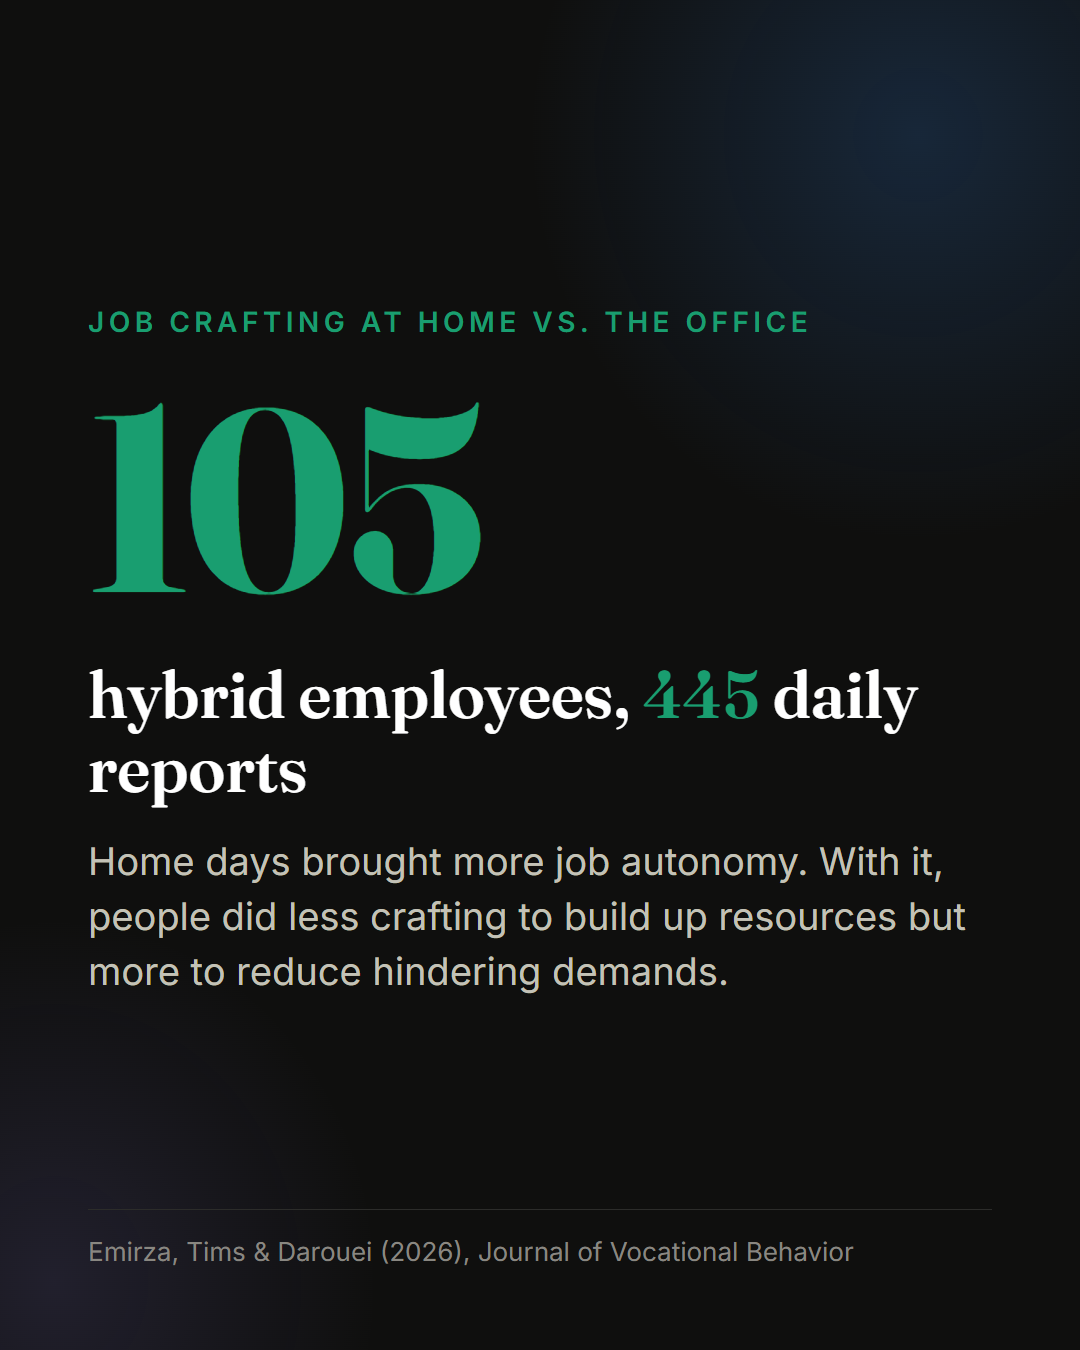 JOB CRAFTING AT HOME VS. THE OFFICE
105
hybrid employees, 445 daily
reports
Home days brought more job autonomy. With it,
people did less crafting to build up resources but
more to reduce hindering demands.
Emirza, Tims & Darouei (2026), Journal of Vocational Behavior